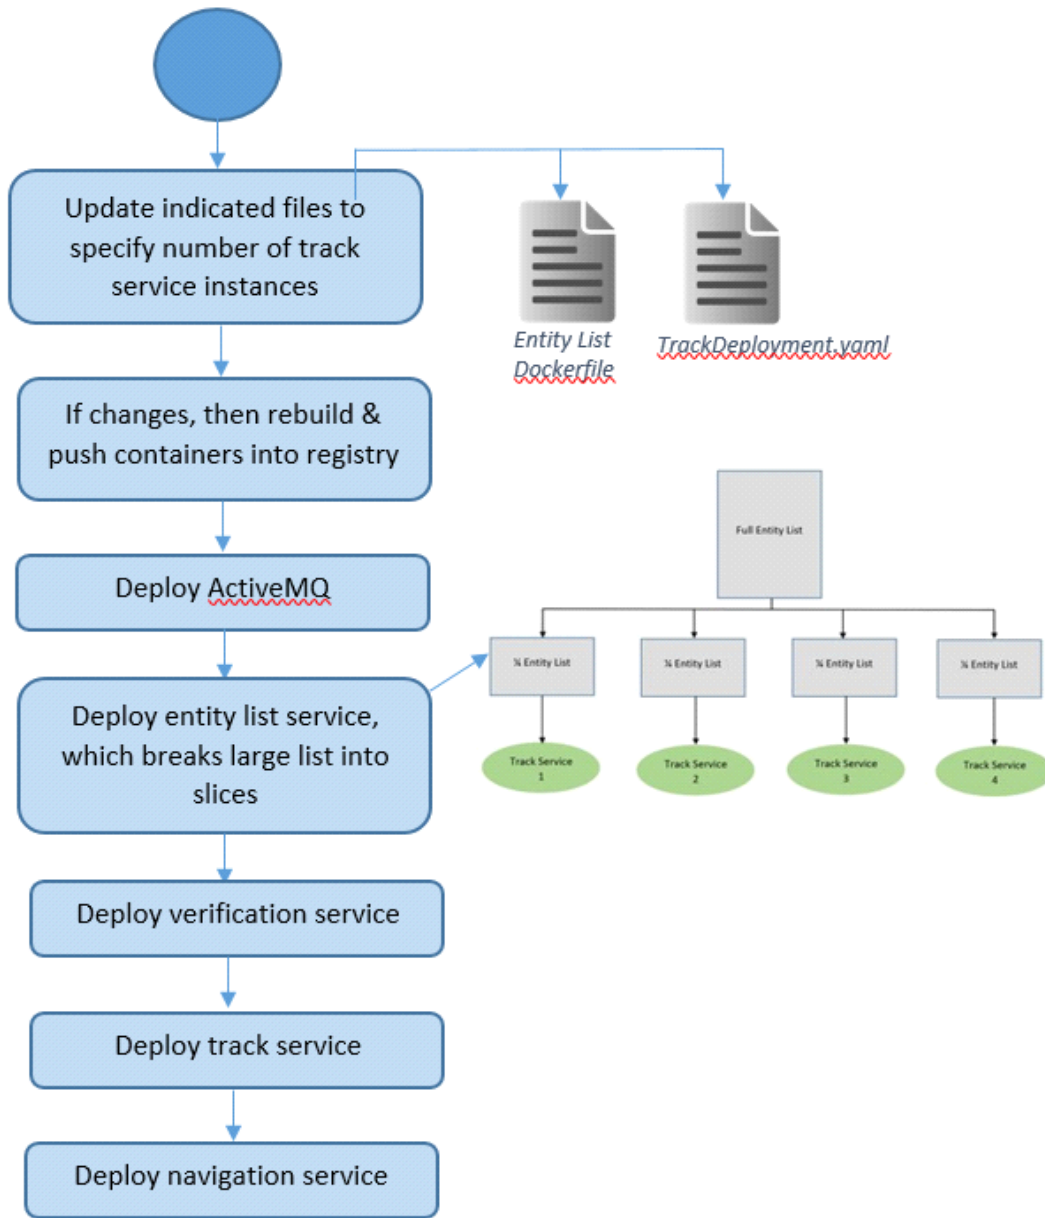 Update indicated files to
specify number of track
service instances
Entity List
Dockerfile
TrackDeployment.yaml
If changes, then rebuild &
push containers into registry
Deploy ActiveMQ
Deploy entity list service,
which breaks large list into
slices
Full Entity List
¼ Entity List
¼ Entity List
¼ Entity List
¼ Entity List
Track Service
1
Track Service
2
Track Service
3
Track Service
4
Deploy verification service
Deploy track service
Deploy navigation service